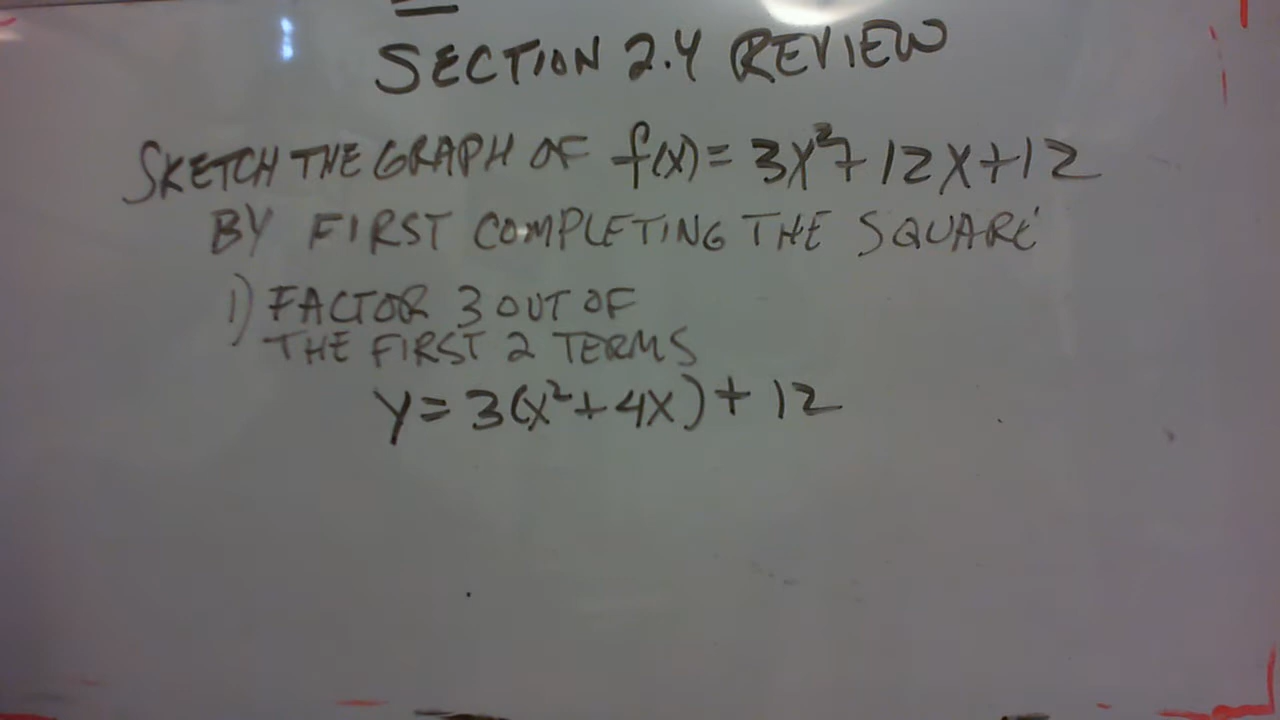 SECTION 2.4 REVIEW
SKETCH THE GRAPH OF f(x) = 3x²+12x+12
BY FIRST COMPLETING THE SQUARE
1) FACTOR 3 OUT OF
THE FIRST 2 TERMS
y = 3(x²+4x)+12